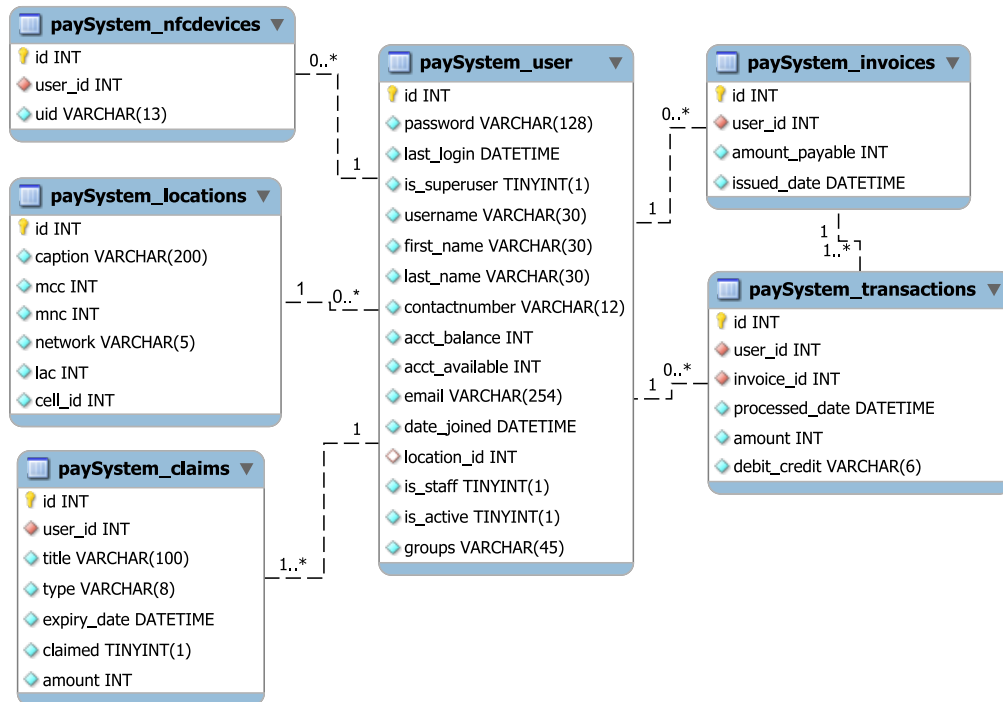 paySystem_nfcdevices
id INT
user_id INT
uid VARCHAR(13)
0..*
1
paySystem_locations
id INT
caption VARCHAR(200)
mcc INT
mnc INT
network VARCHAR(5)
lac INT
cell_id INT
1
0..*
paySystem_claims
id INT
user_id INT
title VARCHAR(100)
type VARCHAR(8)
expiry_date DATETIME
claimed TINYINT(1)
amount INT
1
1..*
paySystem_user
id INT
password VARCHAR(128)
last_login DATETIME
is_superuser TINYINT(1)
username VARCHAR(30)
first_name VARCHAR(30)
last_name VARCHAR(30)
contactnumber VARCHAR(12)
acct_balance INT
acct_available INT
email VARCHAR(254)
date_joined DATETIME
location_id INT
is_staff TINYINT(1)
is_active TINYINT(1)
groups VARCHAR(45)
0..*
1
paySystem_invoices
id INT
user_id INT
amount_payable INT
issued_date DATETIME
1
1..*
0..*
1
paySystem_transactions
id INT
user_id INT
invoice_id INT
processed_date DATETIME
amount INT
debit_credit VARCHAR(6)